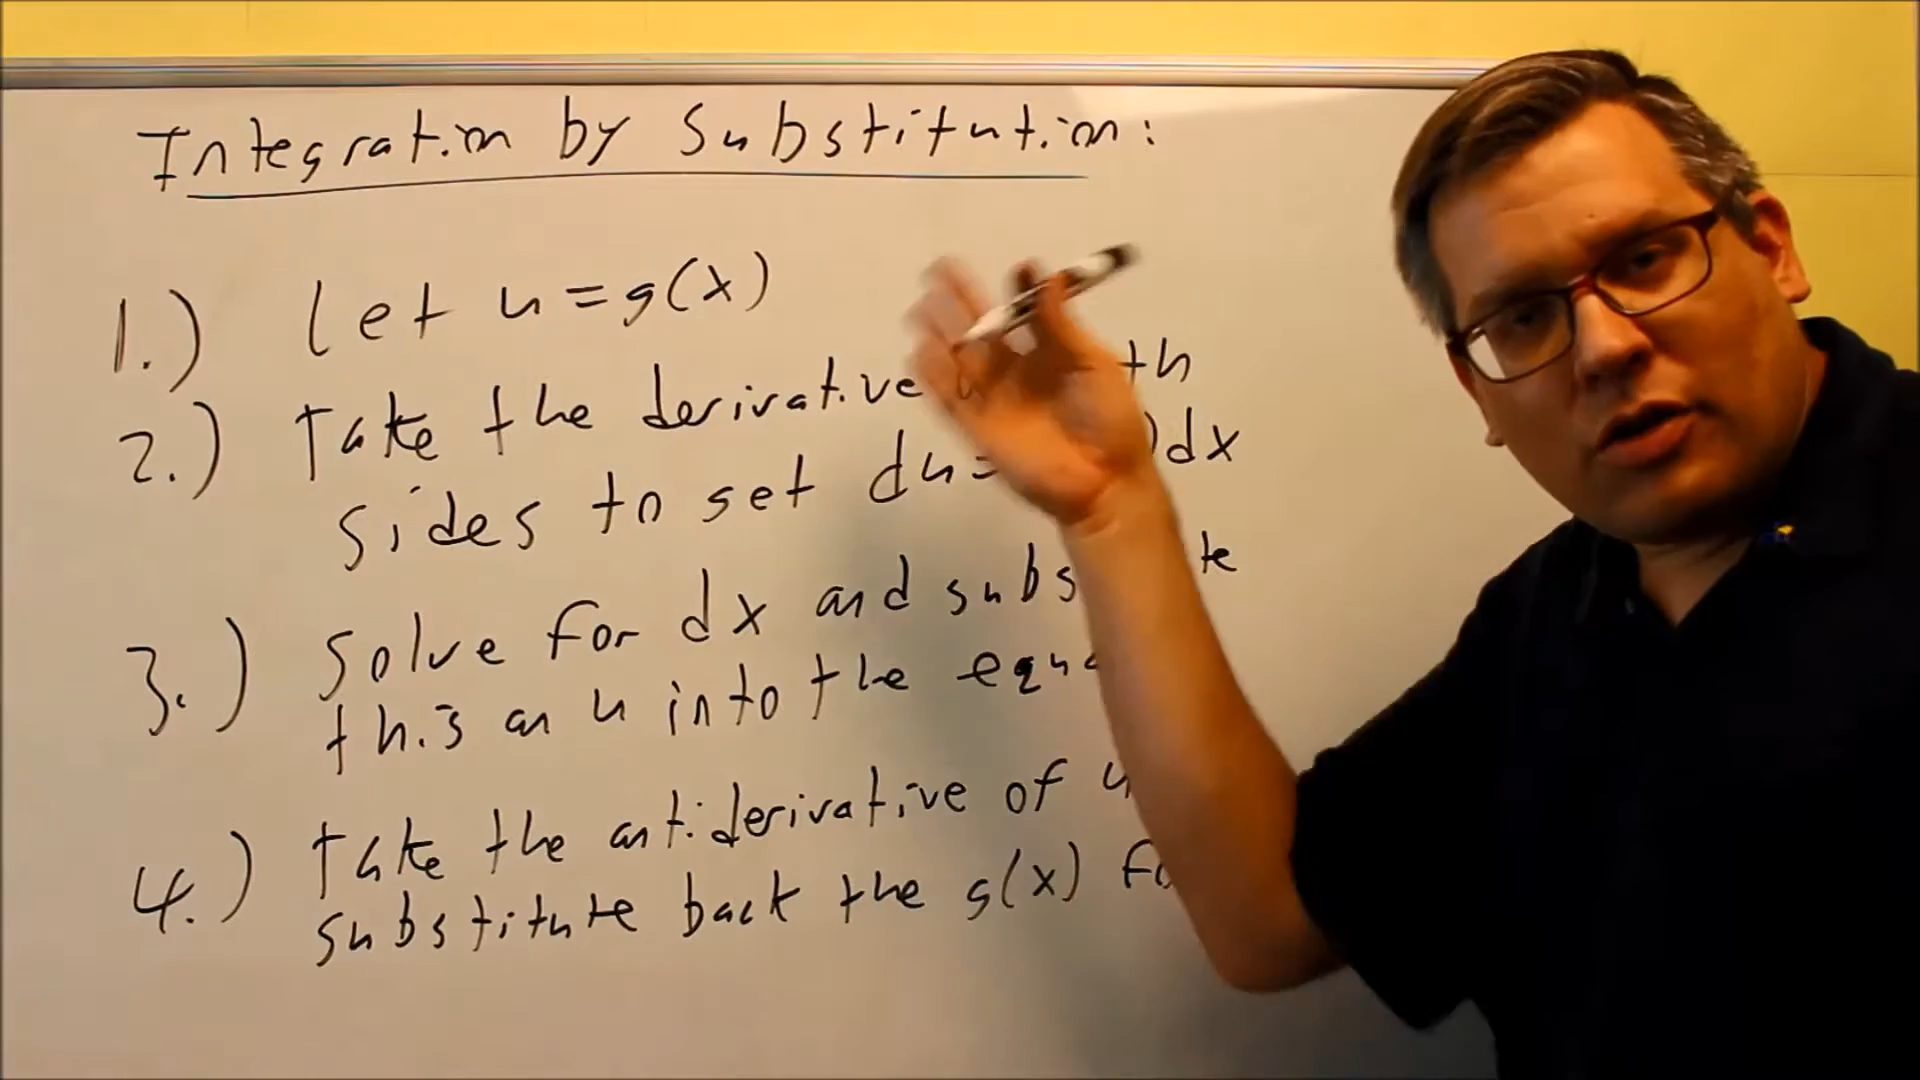 Integration by Substitution:
1.) Let u = g(x)
2.) Take the derivative
sides to set du = )dx
3.) Solve for dx and
this an u into the
4.) Take the antiderivative of u
substitute back the g(x)